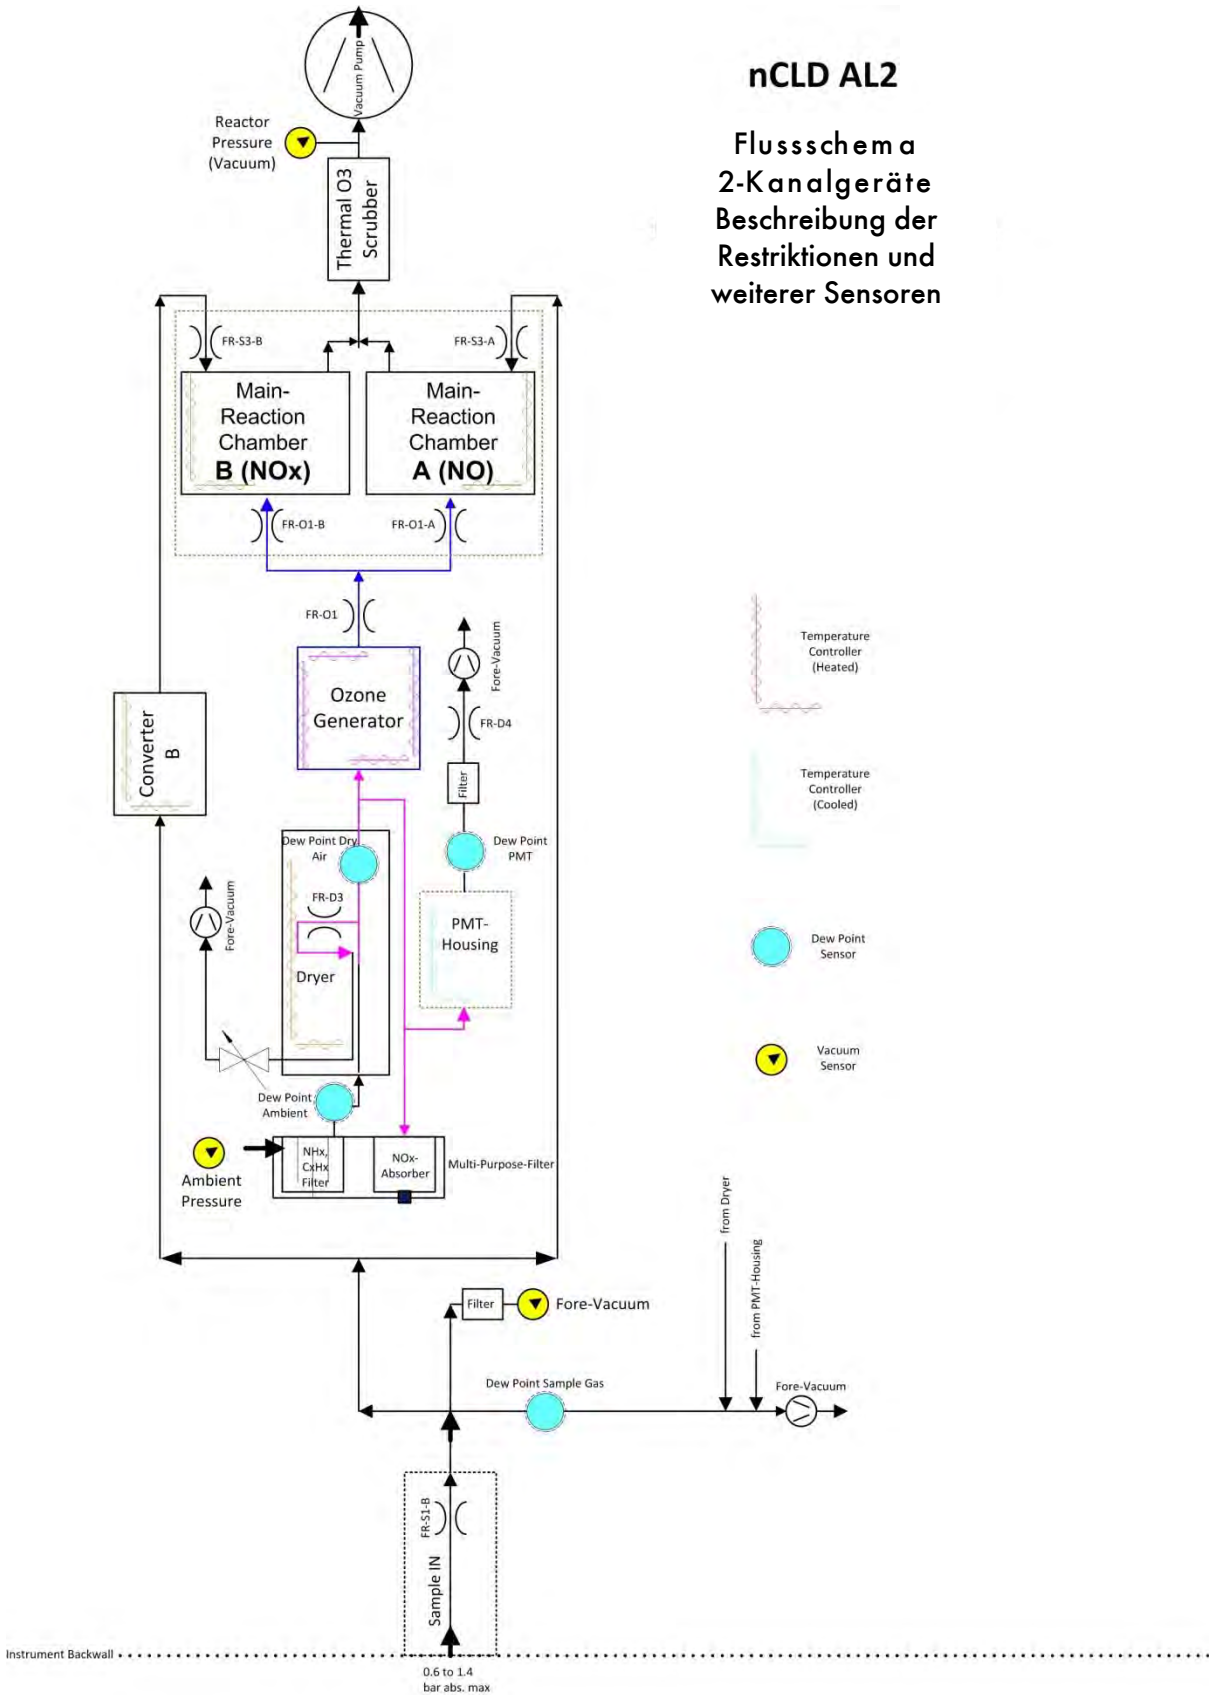 nCLD AL2
Flussschema
2-Kanalgeräte
Beschreibung der
Restriktionen und
weiterer Sensoren
Vacuum Pump
Reactor
Pressure
(Vacuum)
Thermal O3
Scrubber
FR-S3-B
FR-S3-A
Main-
Reaction
Chamber
B (NOx)
Main-
Reaction
Chamber
A (NO)
FR-O1-B
FR-O1-A
FR-O1
Ozone
Generator
Fore-Vacuum
FR-D4
Filter
Converter
B
Dew Point Dry
Air
Dew Point
PMT
FR-D3
Fore-Vacuum
PMT-
Housing
Dryer
Dew Point
Ambient
NHx,
CxHx
Filter
NOx-
Absorber
Multi-Purpose-Filter
Ambient
Pressure
Temperature
Controller
(Heated)
Temperature
Controller
(Cooled)
Dew Point
Sensor
Vacuum
Sensor
from Dryer
from PMT-Housing
Filter
Fore-Vacuum
Dew Point Sample Gas
Fore-Vacuum
FR-S1-B
Sample IN
Instrument Backwall
0.6 to 1.4
bar abs. max